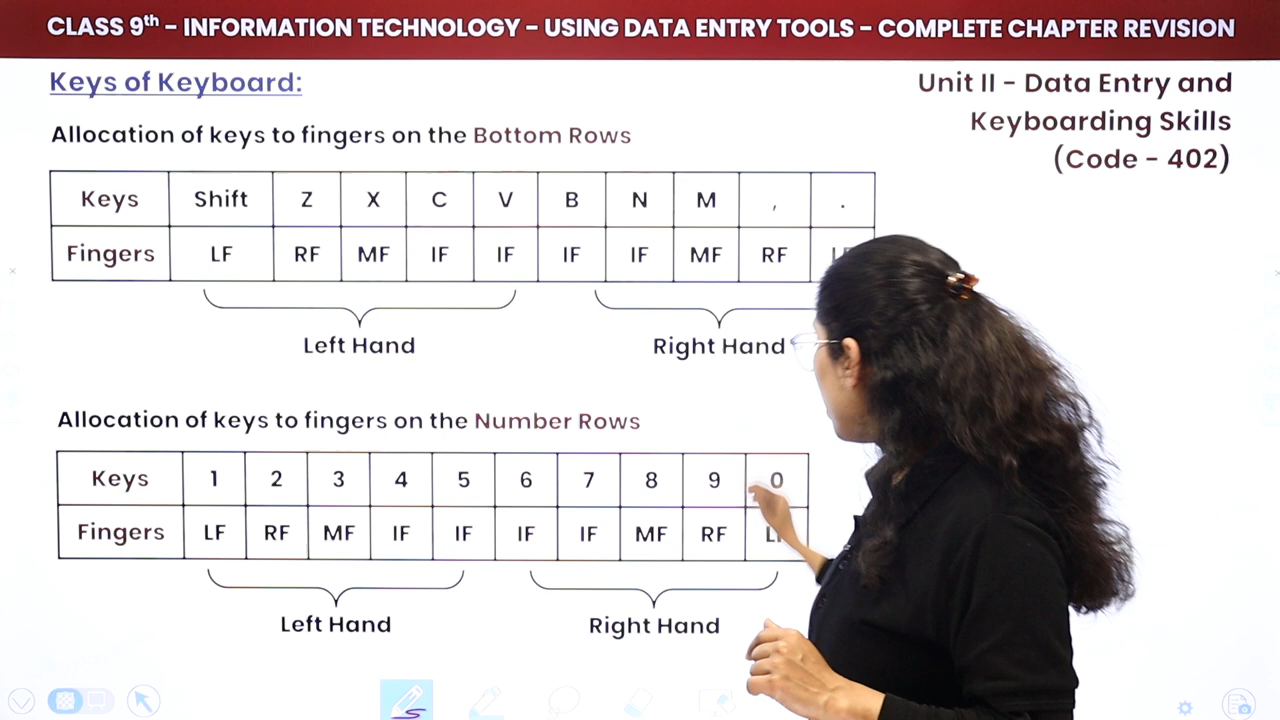 CLASS 9th – INFORMATION TECHNOLOGY – USING DATA ENTRY TOOLS – COMPLETE CHAPTER REVISION
Keys of Keyboard:
Unit II – Data Entry and
Keyboarding Skills
(Code – 402)
Allocation of keys to fingers on the Bottom Rows
Keys Shift Z X C V B N M , .
Fingers LF RF MF IF IF IF IF MF RF
Left Hand Right Hand
Allocation of keys to fingers on the Number Rows
Keys 1 2 3 4 5 6 7 8 9 0
Fingers LF RF MF IF IF IF IF MF RF
Left Hand Right Hand